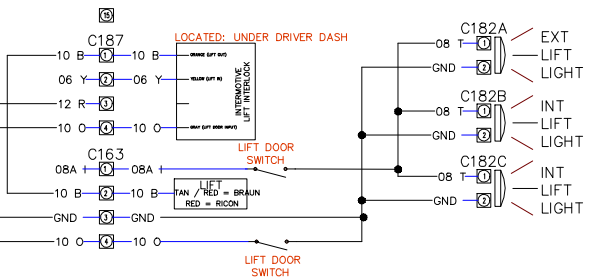 15
C187
LOCATED: UNDER DRIVER DASH
10 B 1 10 B ORANGE (LIFT OUT)
06 Y 2 06 Y YELLOW (LIFT IN)
12 R 3
10 O 4 10 O GRAY (LIFT DOOR INPUT)
INTERMOTIVE
LIFT INTERLOCK
C163
08A 1 08A
10 B 2 10 B
GND 3 GND
10 O 4 10 O
LIFT
TAN / RED = BRAUN
RED = RICON
LIFT DOOR
SWITCH
LIFT DOOR
SWITCH
C182A
08 T 1
GND 2
EXT
LIFT
LIGHT
C182B
08 T 1
GND 2
INT
LIFT
LIGHT
C182C
08 T 1
GND 2
INT
LIFT
LIGHT